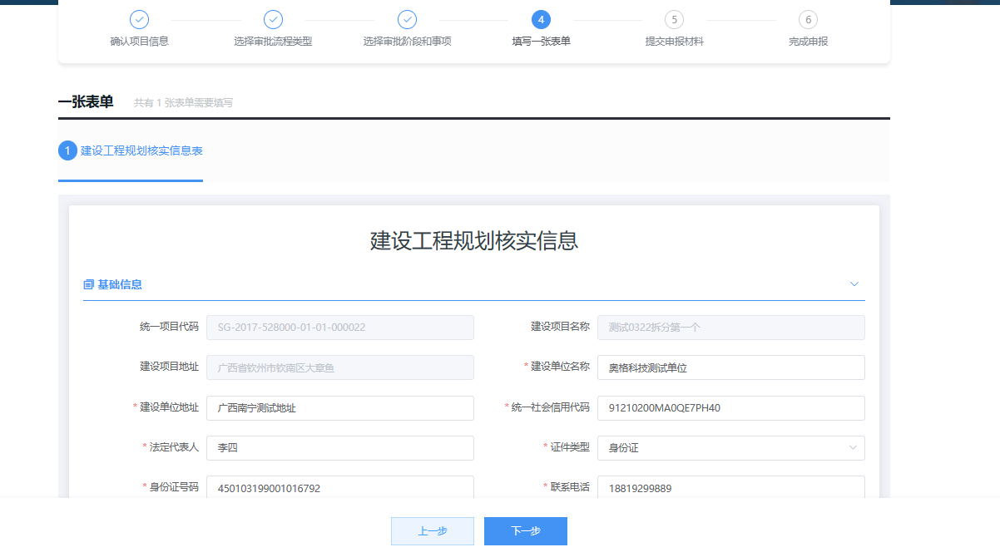 4 5 6
确认项目信息 选择审批流程类型 选择审批阶段和事项 填写一张表单 提交申报材料 完成申报
一张表单 共有 1 张表单需要填写
1 建设工程规划核实信息表
建设工程规划核实信息
基础信息
统一项目代码 SG-2017-528000-01-01-000022 建设项目名称 测试0322拆分第一个
建设项目地址 广西省钦州市钦南区大章鱼 * 建设单位名称 奥格科技测试单位
* 建设单位地址 广西南宁测试地址 * 统一社会信用代码 91210200MA0QE7PH40
* 法定代表人 李四 * 证件类型 身份证
* 身份证号码 450103199001016792 * 联系电话 18819299889
上一步 下一步